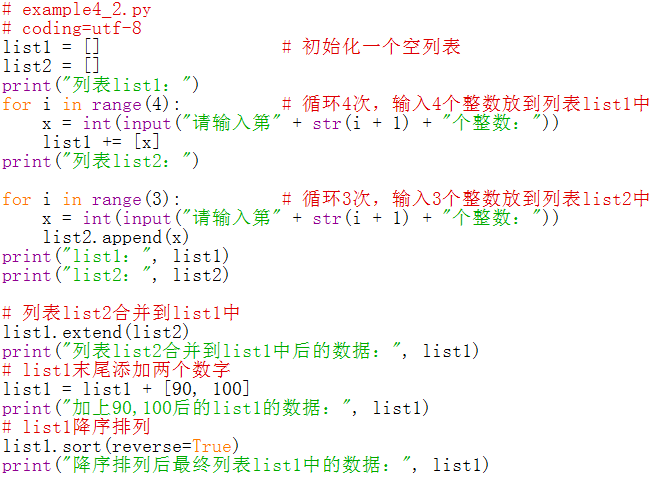 # example4_2.py
# coding=utf-8
list1 = []                  # 初始化一个空列表
list2 = []
print("列表list1：")
for i in range(4):          # 循环4次，输入4个整数放到列表list1中
    x = int(input("请输入第" + str(i + 1) + "个整数："))
    list1 += [x]
print("列表list2：")
for i in range(3):          # 循环3次，输入3个整数放到列表list2中
    x = int(input("请输入第" + str(i + 1) + "个整数："))
    list2.append(x)
print("list1：", list1)
print("list2：", list2)
# 列表list2合并到list1中
list1.extend(list2)
print("列表list2合并到list1中后的数据：", list1)
# list1末尾添加两个数字
list1 = list1 + [90, 100]
print("加上90,100后的list1的数据：", list1)
# list1降序排列
list1.sort(reverse=True)
print("降序排列后最终列表list1中的数据：", list1)